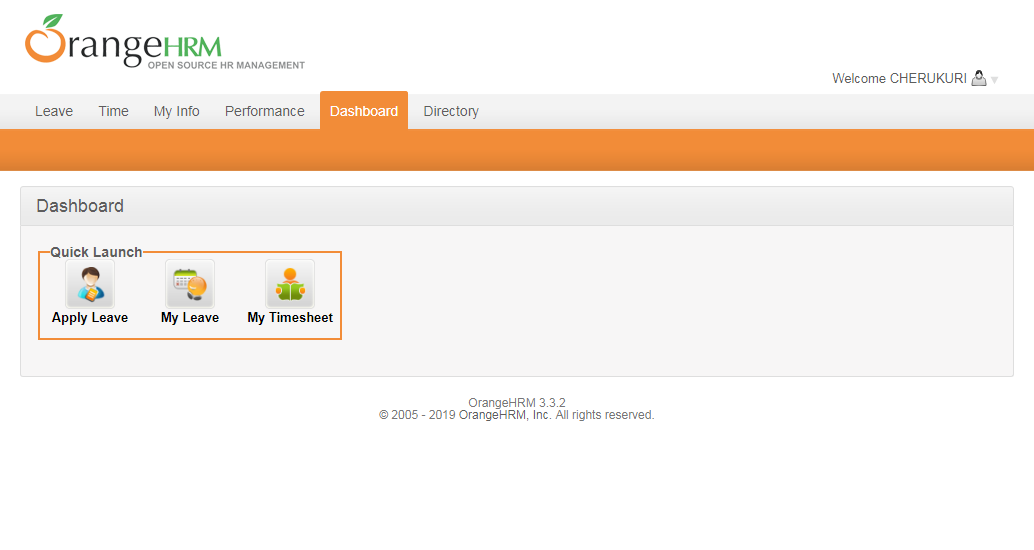 OrangeHRM
OPEN SOURCE HR MANAGEMENT
Welcome CHERUKURI
Leave Time My Info Performance Dashboard Directory
Dashboard
Quick Launch
Apply Leave My Leave My Timesheet
OrangeHRM 3.3.2
© 2005 - 2019 OrangeHRM, Inc. All rights reserved.